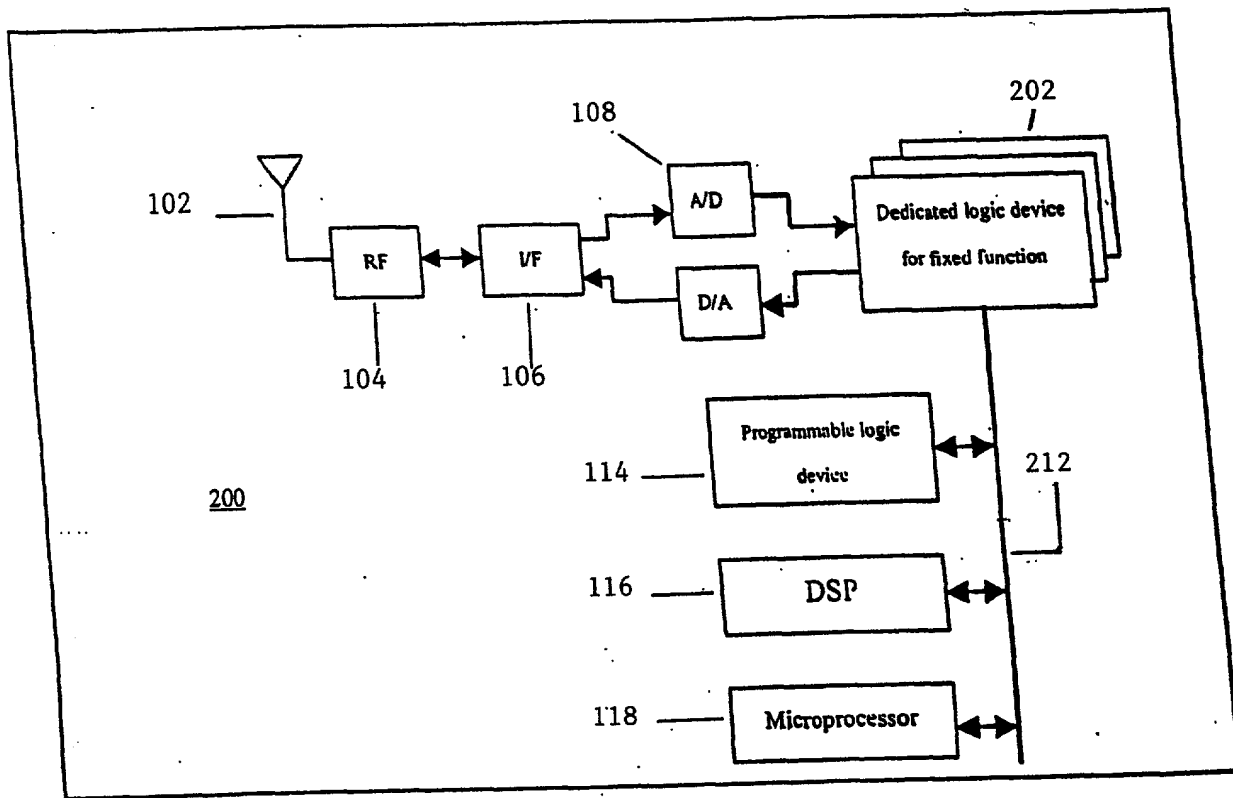 202
108
102
A/D
Dedicated logic device
for fixed function
RF
I/F
D/A
104
106
Programmable logic
device
114
212
200
116
DSP
118
Microprocessor